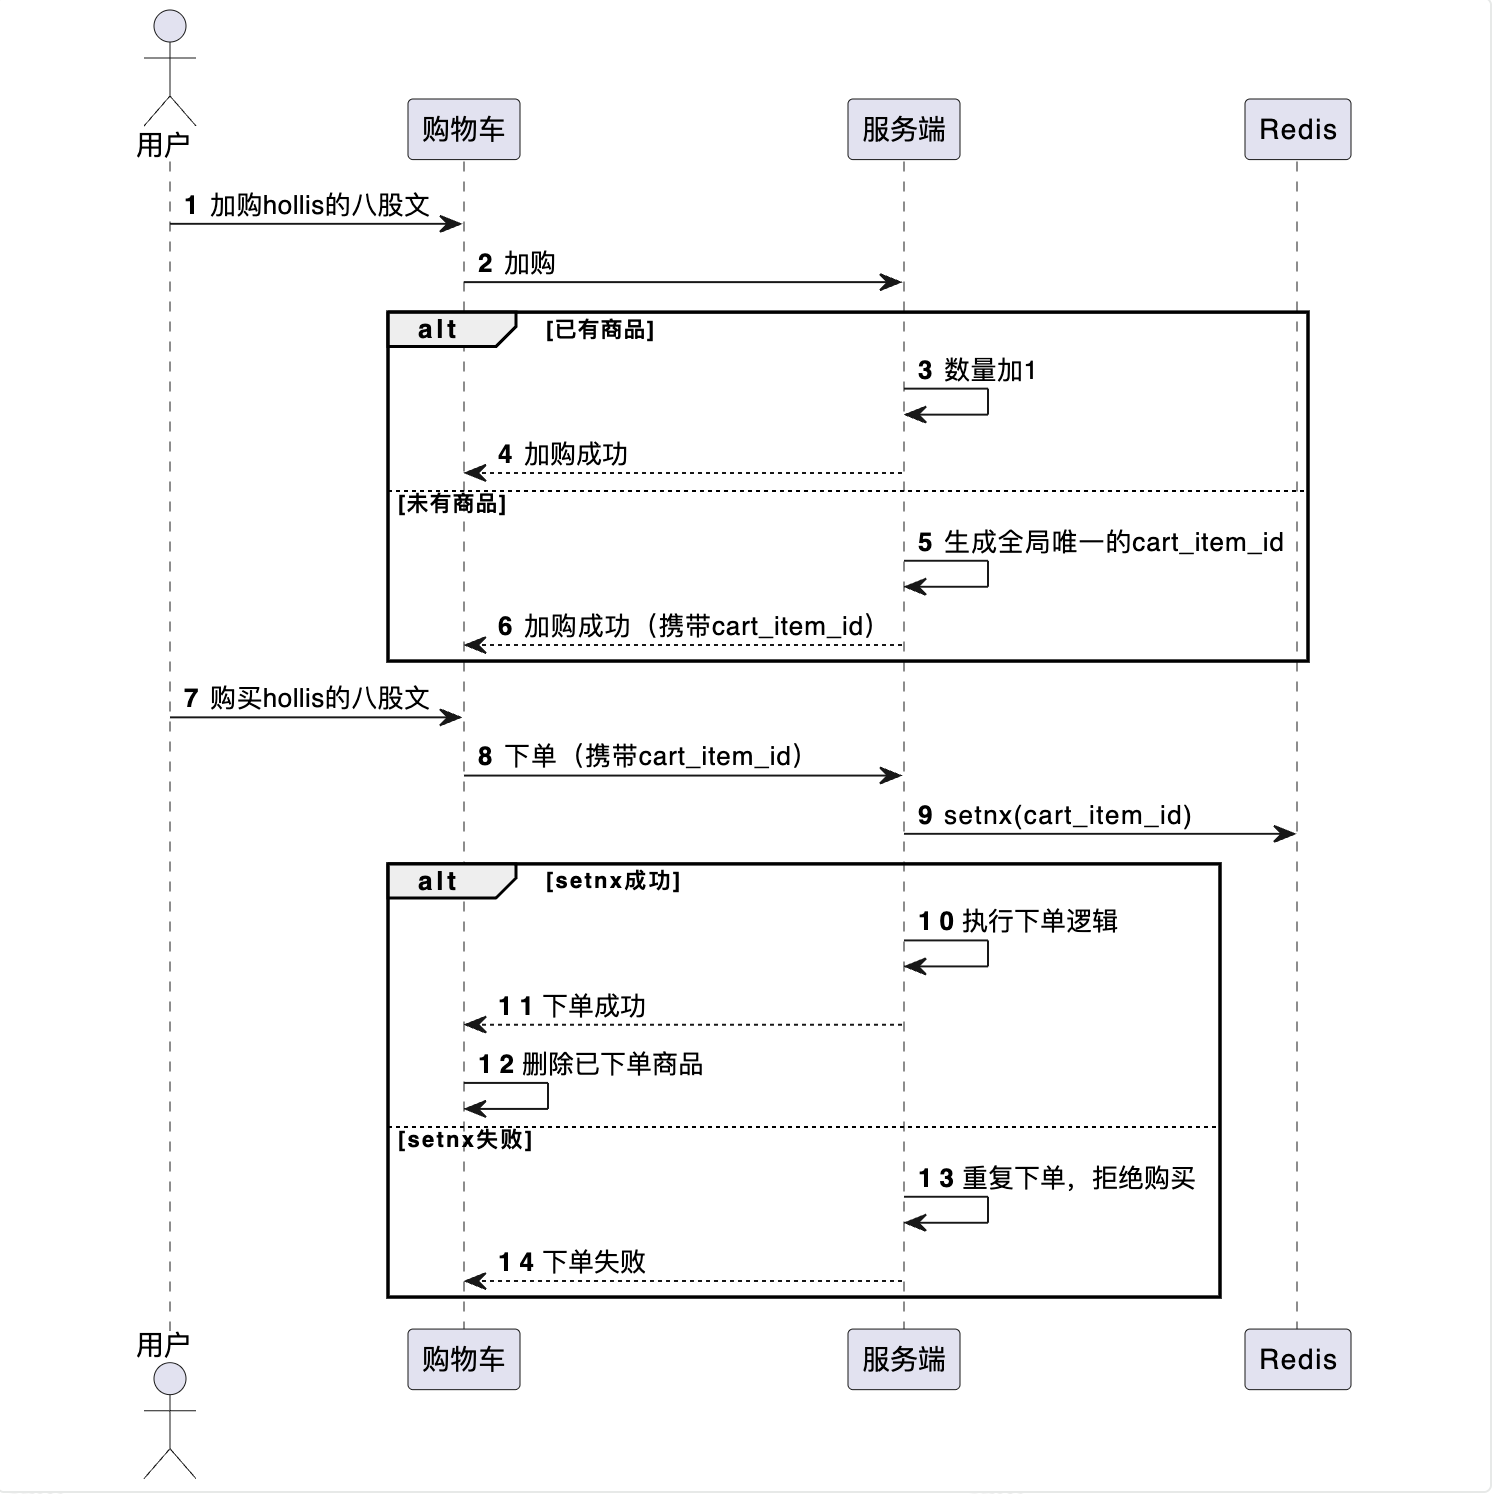 用户
购物车
服务端
Redis
1 加购hollis的八股文
2 加购
alt [已有商品]
3 数量加1
4 加购成功
[未有商品]
5 生成全局唯一的cart_item_id
6 加购成功（携带cart_item_id）
7 购买hollis的八股文
8 下单（携带cart_item_id）
9 setnx(cart_item_id)
alt [setnx成功]
10 执行下单逻辑
11 下单成功
12 删除已下单商品
[setnx失败]
13 重复下单，拒绝购买
14 下单失败
用户
购物车
服务端
Redis